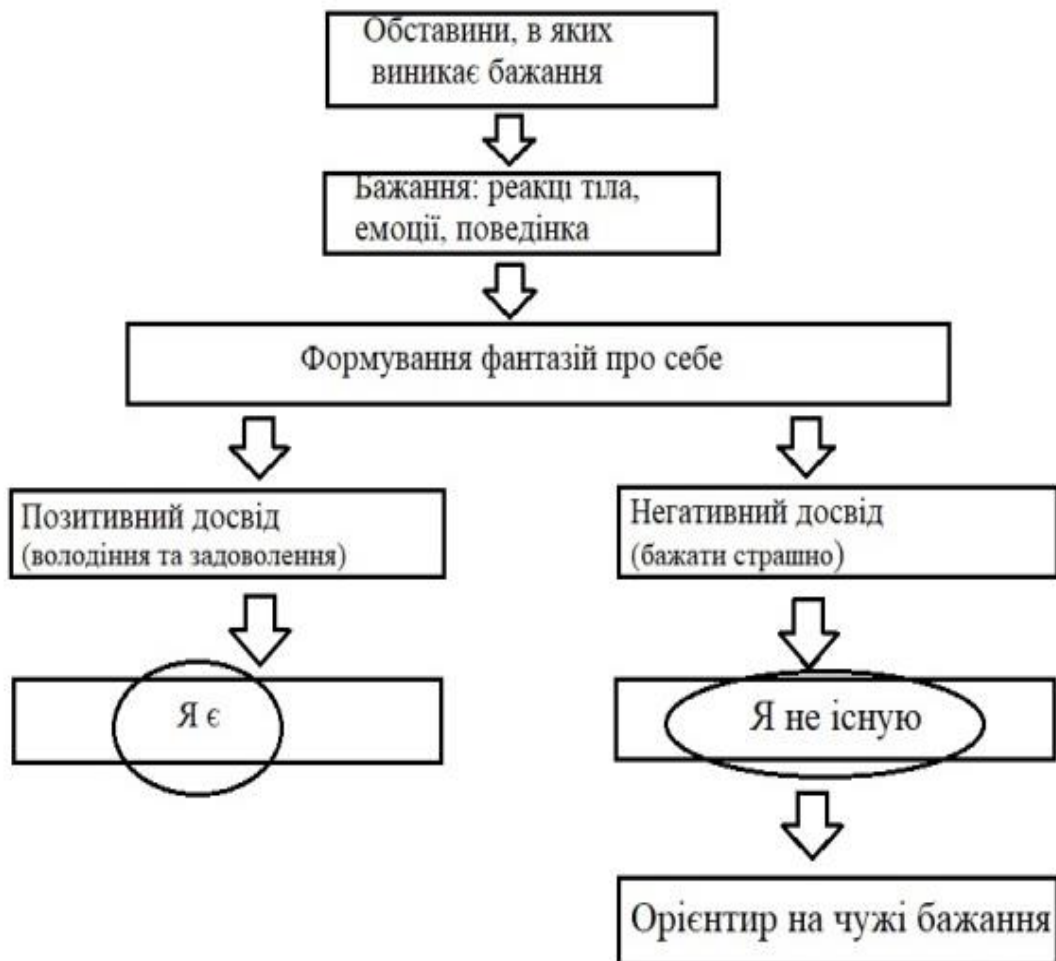 Обставини, в яких
виникає бажання
Бажання: реакці тіла,
емоції, поведінка
Формування фантазій про себе
Позитивний досвід
(володіння та задоволення)
Негативний досвід
(бажати страшно)
Я є
Я не існую
Орієнтир на чужі бажання